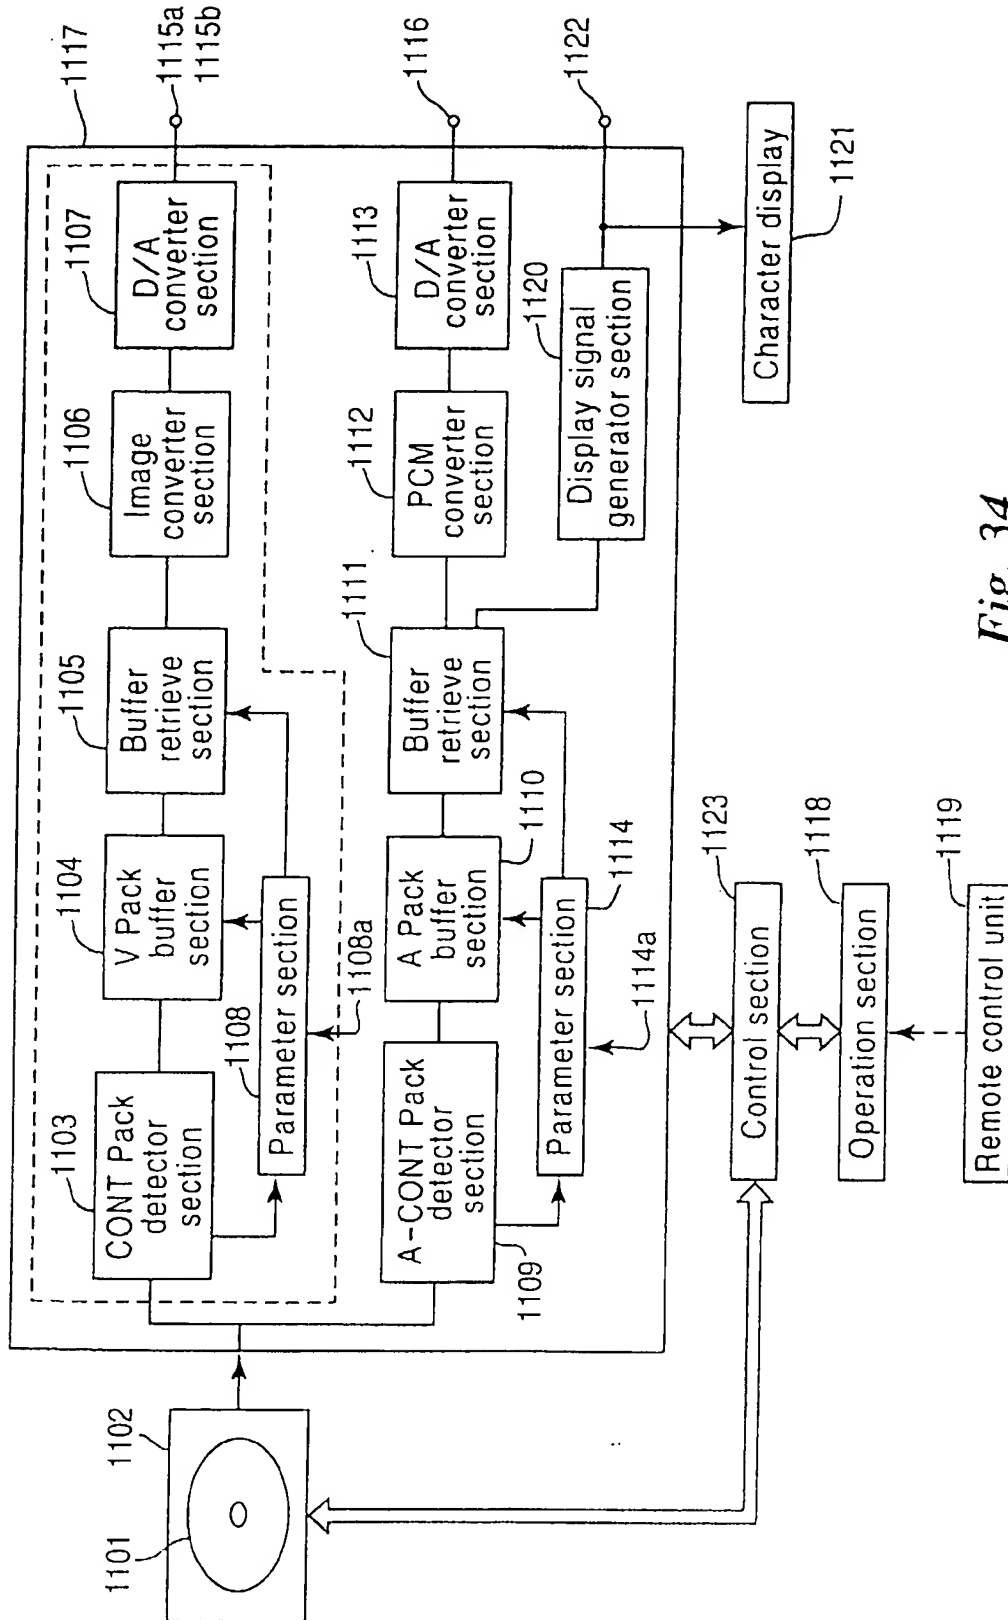 1117
1115a
1115b
1107
D/A
converter
section
1106
Image
converter
section
1105
Buffer
retrieve
section
1104
V Pack
buffer
section
1103
CONT Pack
detector
section
1108
Parameter section
1108a
1116
1113
D/A
converter
section
1112
PCM
converter
section
1111
Buffer
retrieve
section
1110
A Pack
buffer
section
A-CONT Pack
detector
section
1109
1114
Parameter section
1114a
1122
1120
Display signal
generator section
Character display
1121
1102
1101
1123
Control section
1118
Operation section
1119
Remote control unit
Fig. 34